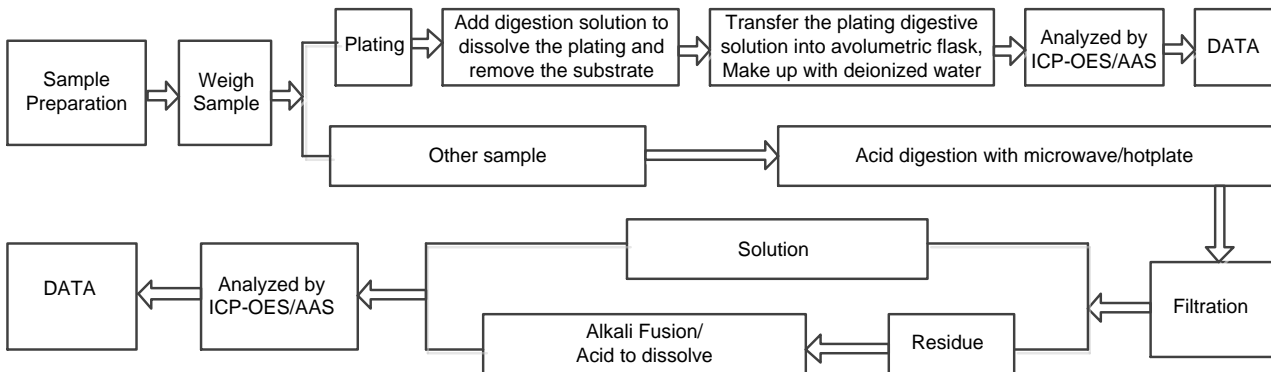 Sample
Preparation
Weigh
Sample
Plating
Add digestion solution to
dissolve the plating and
remove the substrate
Transfer the plating digestive
solution into avolumetric flask,
Make up with deionized water
Analyzed by
ICP-OES/AAS
DATA
Other sample
Acid digestion with microwave/hotplate
Filtration
Solution
Residue
Alkali Fusion/
Acid to dissolve
Analyzed by
ICP-OES/AAS
DATA